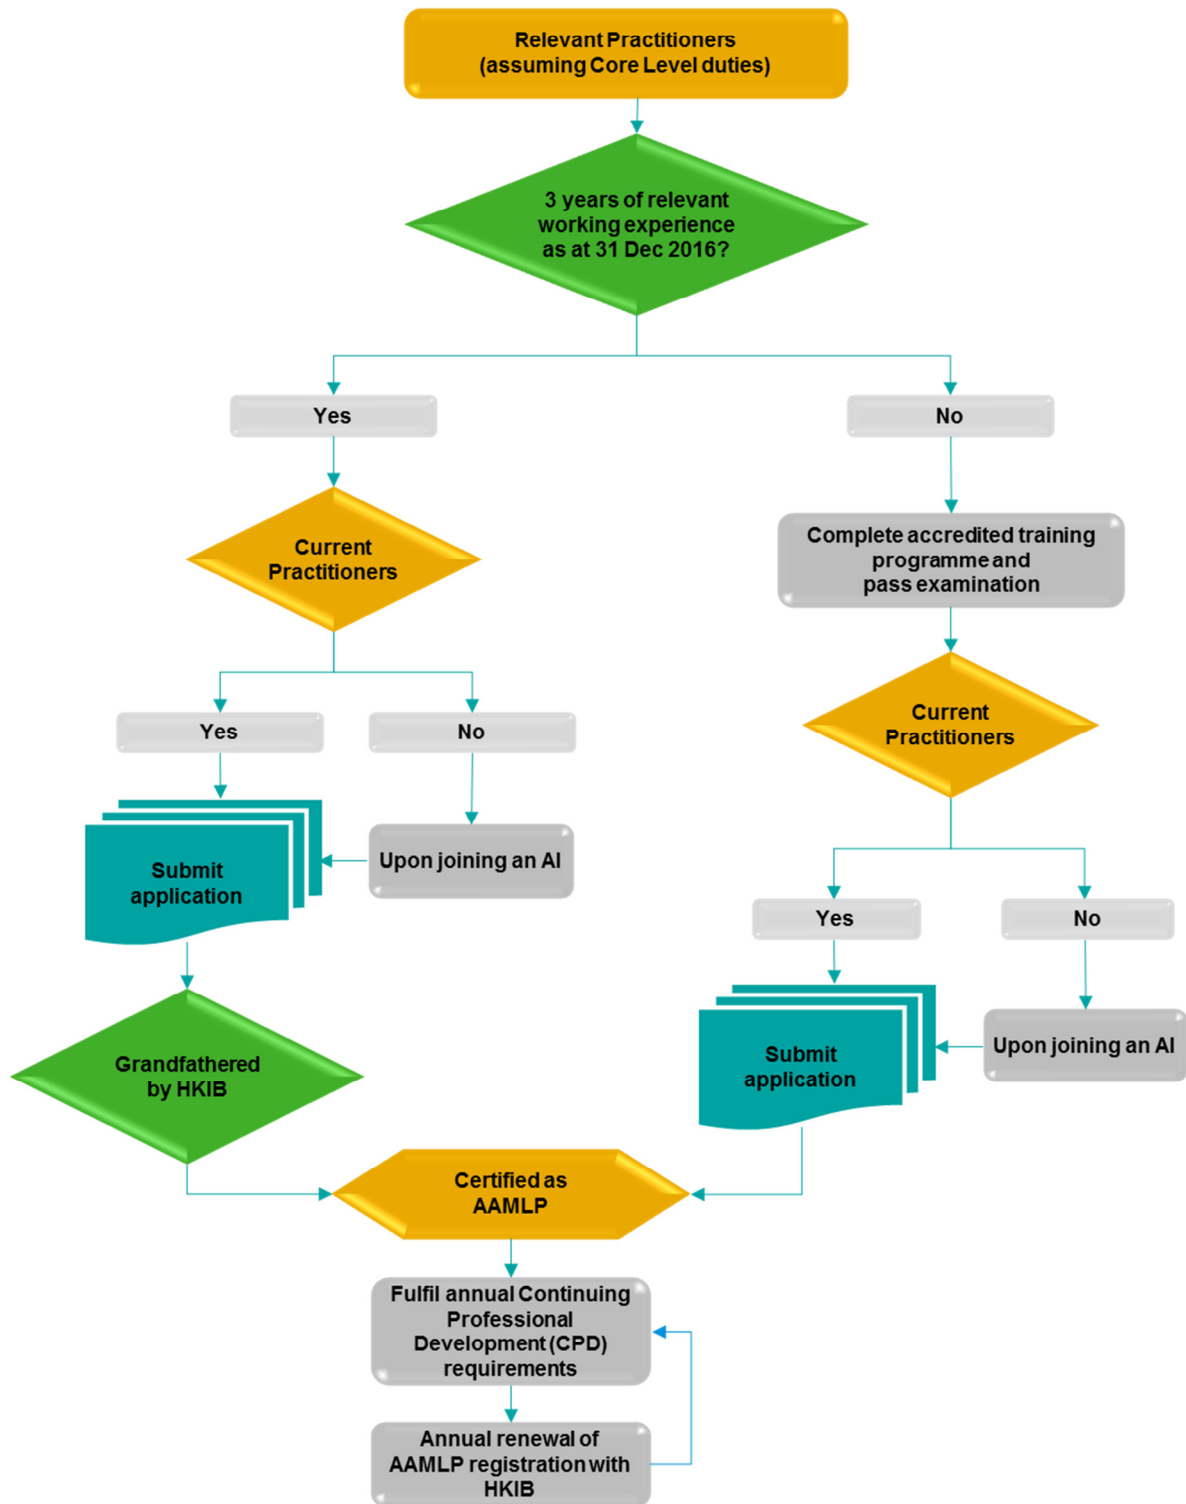 Relevant Practitioners
(assuming Core Level duties)
3 years of relevant
working experience
as at 31 Dec 2016?
Yes
No
Current
Practitioners
Complete accredited training
programme and
pass examination
Yes
No
Current
Practitioners
Submit
application
Upon joining an AI
Yes
No
Grandfathered
by HKIB
Submit
application
Upon joining an AI
Certified as
AAMLP
Fulfil annual Continuing
Professional
Development (CPD)
requirements
Annual renewal of
AAMLP registration with
HKIB